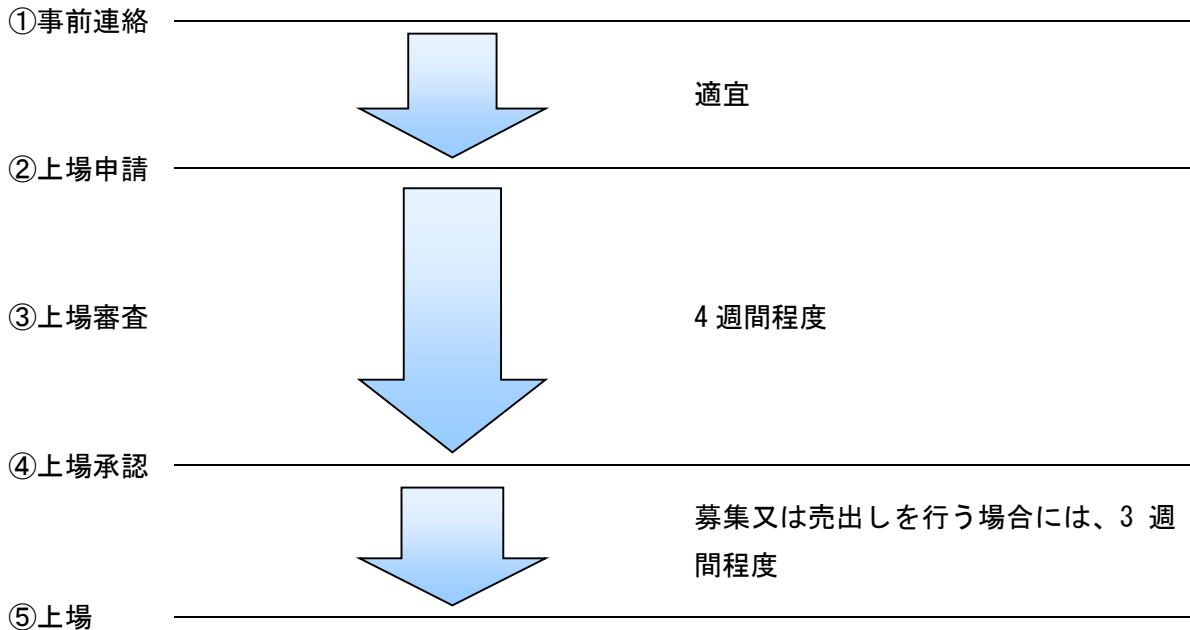 ①事前連絡
適宜
②上場申請
③上場審査
4 週間程度
④上場承認
募集又は売出しを行う場合には、3 週
間程度
⑤上場